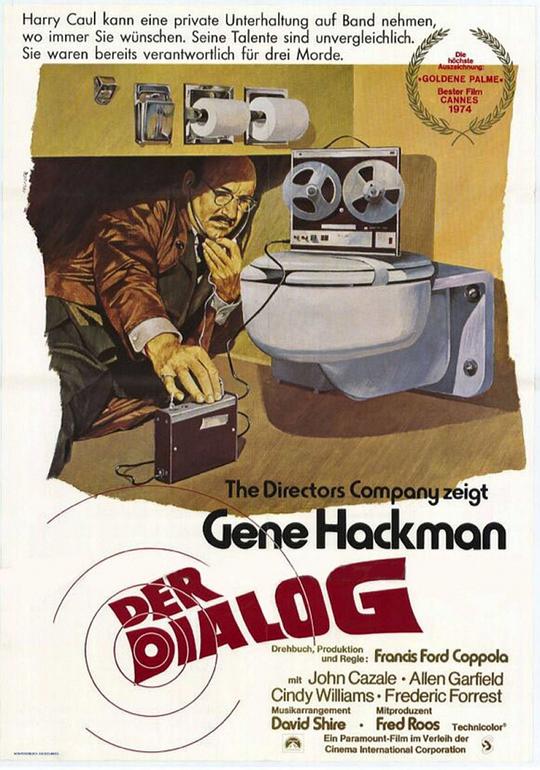 Harry Caul kann eine private Unterhaltung auf Band nehmen,
wo immer Sie wünschen. Seine Talente sind unvergleichlich.
Sie waren bereits verantwortlich für drei Morde.
Die
höchste
Auszeichnung:
»GOLDENE PALME«
Bester Film
CANNES
1974
The Directors Company zeigt
Gene Hackman
DER
DIALOG
Drehbuch, Produktion
und Regie: Francis Ford Coppola
mit John Cazale • Allen Garfield
Cindy Williams • Frederic Forrest
Musikarrangement Mitproduzent
David Shire • Fred Roos Technicolor®
Ein Paramount-Film im Verleih der
Cinema International Corporation